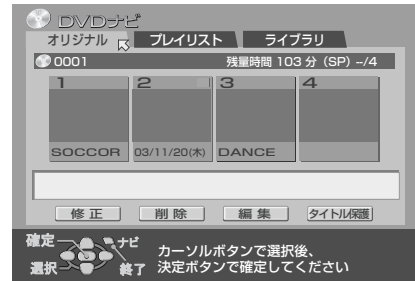 DVDナビ
オリジナル プレイリスト ライブラリ
0001 残量時間 103 分 (SP) --/4
1 2 3 4
SOCCOR 03/11/20(木) DANCE
修 正 削 除 編 集 タイトル保護
確定 ナビ
選択 終了
カーソルボタンで選択後、
決定ボタンで確定してください